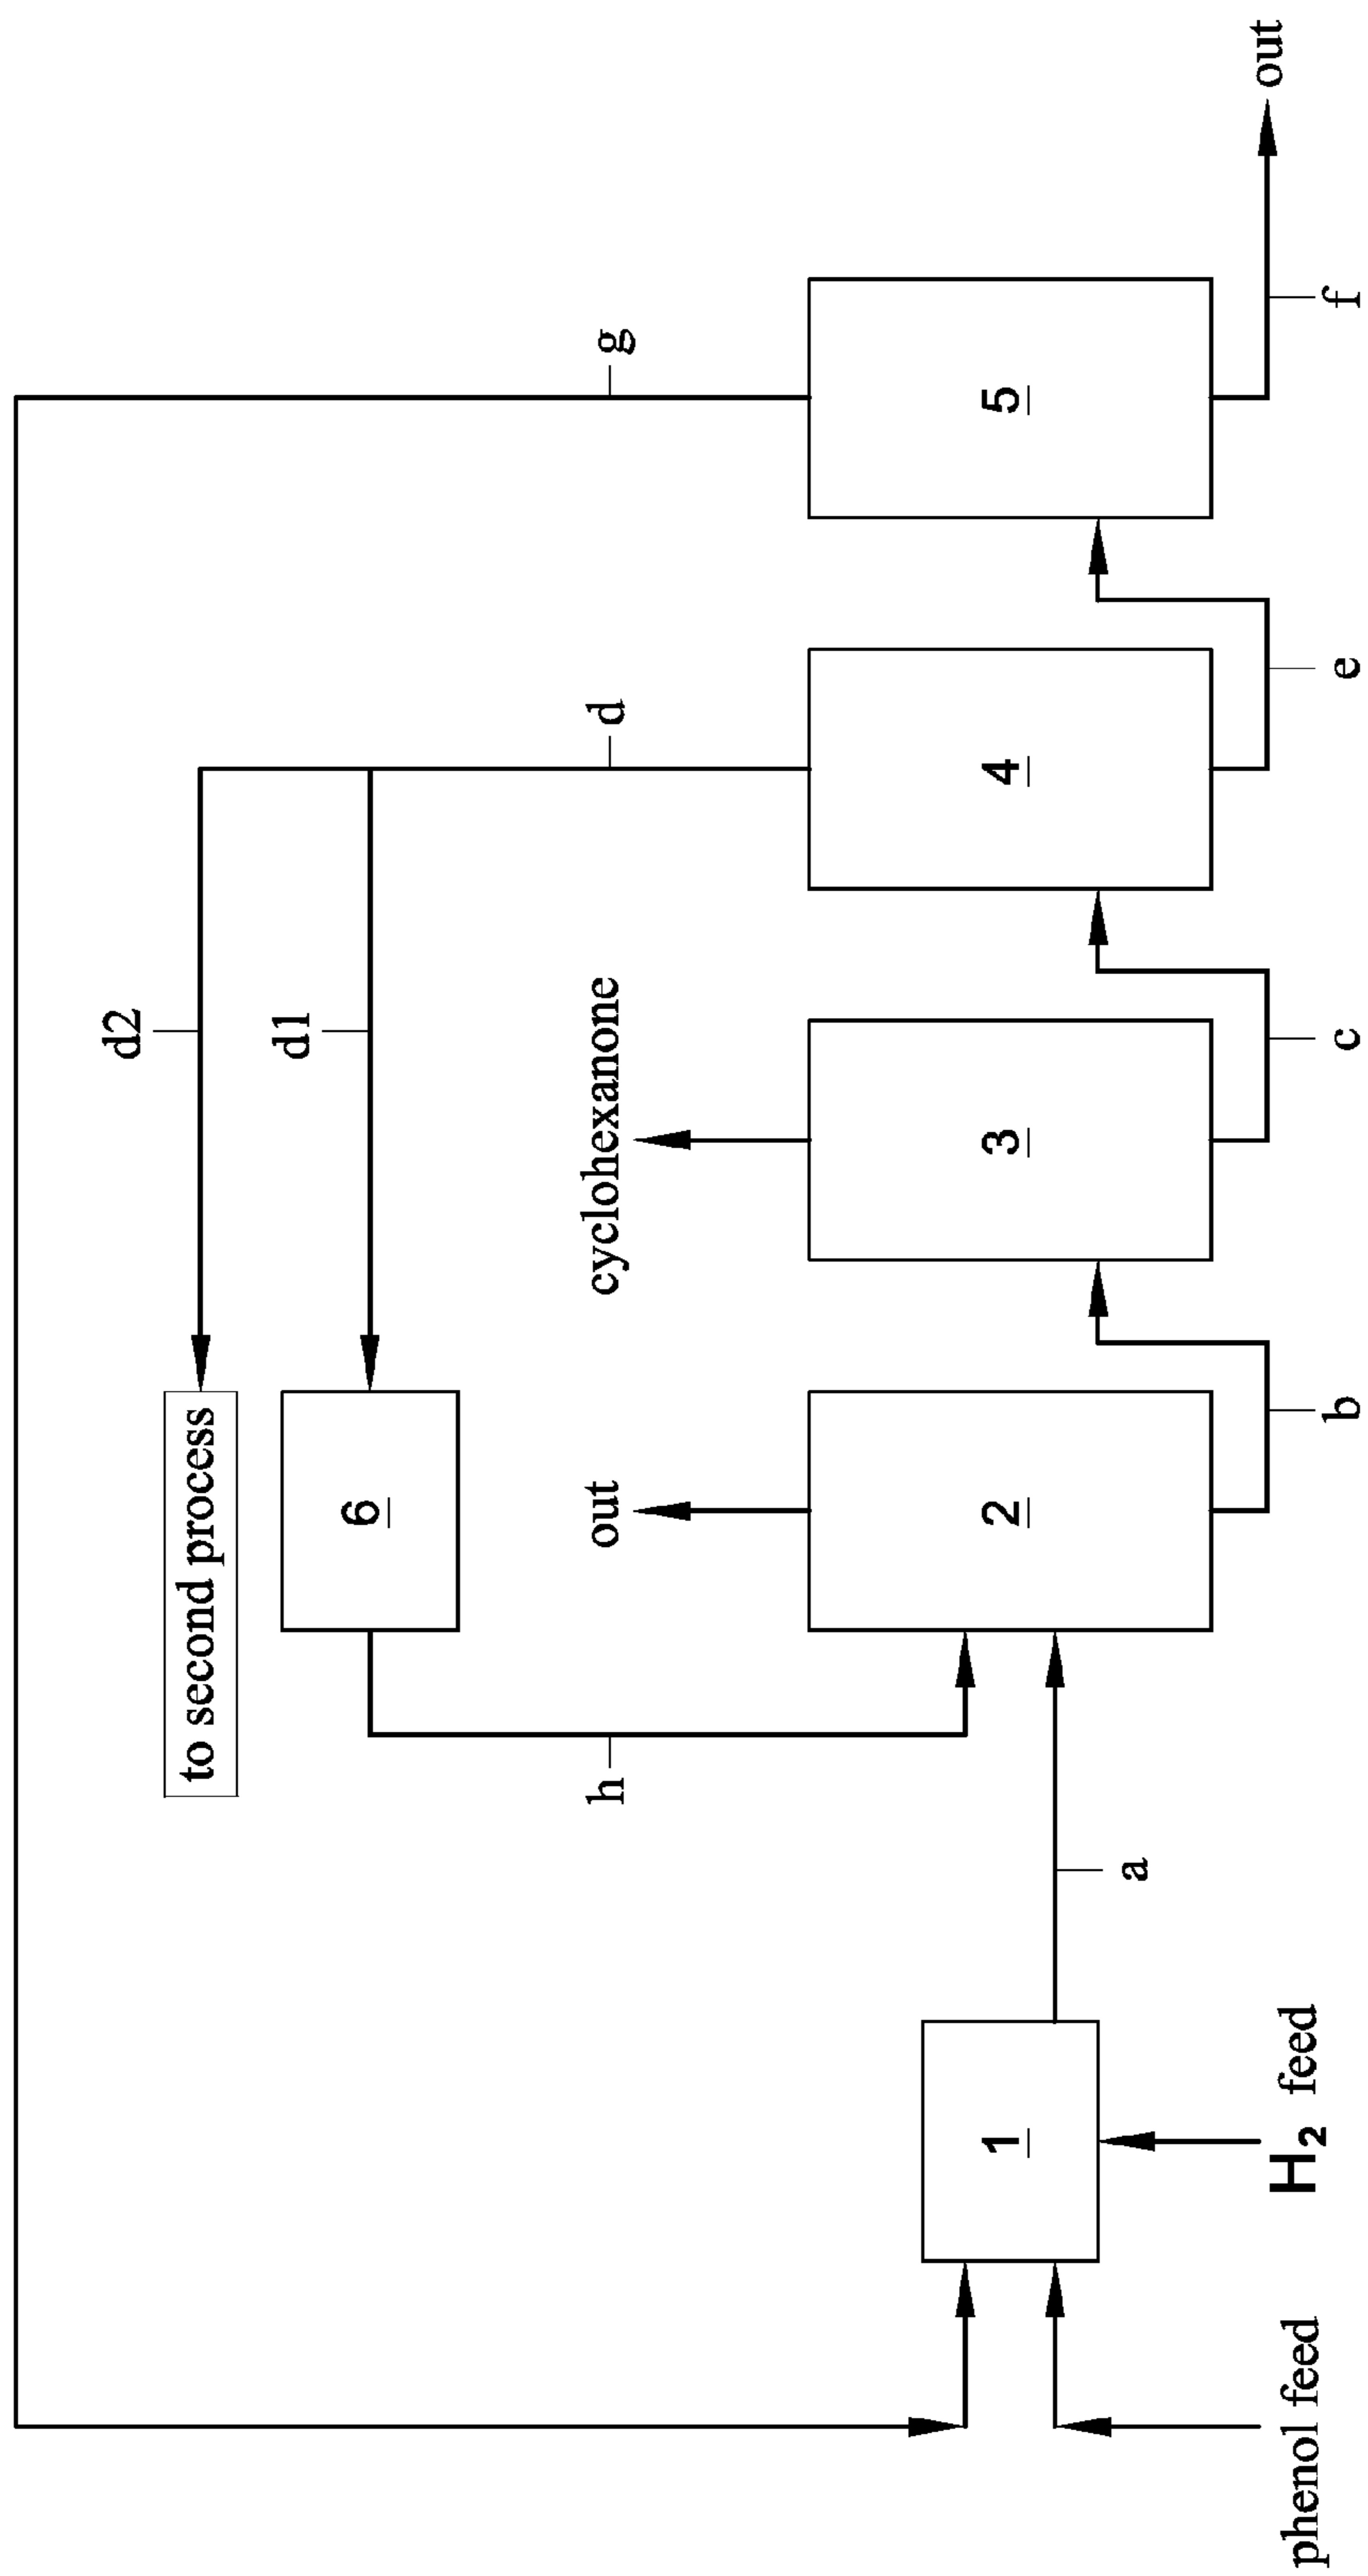 g
d2
d
to second process
d1
cyclohexanone
6
out
h
5
out
4
3
2
f
1
a
e
c
b
phenol feed
H₂ feed